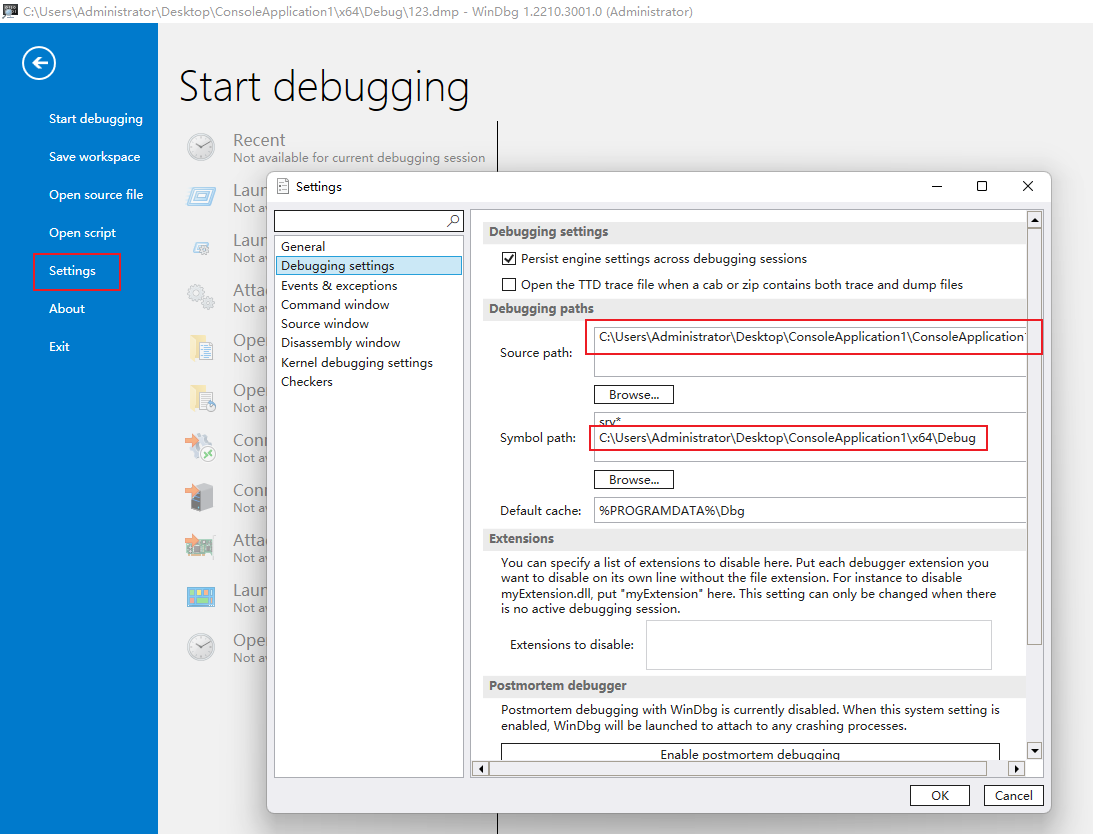 C:\Users\Administrator\Desktop\ConsoleApplication1\x64\Debug\123.dmp - WinDbg 1.2210.3001.0 (Administrator)
Start debugging
Save workspace
Open source file
Open script
Settings
About
Exit
Start debugging
Recent
Not available for current debugging session
Laun
Not av
Laun
Not av
Attac
Not av
Ope
Not av
Ope
Not av
Conn
Not av
Conn
Not av
Attac
Not av
Laun
Not av
Ope
Not av
Settings
General
Debugging settings
Events & exceptions
Command window
Source window
Disassembly window
Kernel debugging settings
Checkers
Debugging settings
Persist engine settings across debugging sessions
Open the TTD trace file when a cab or zip contains both trace and dump files
Debugging paths
Source path:
C:\Users\Administrator\Desktop\ConsoleApplication1\ConsoleApplication1
Browse...
Symbol path:
srv*
C:\Users\Administrator\Desktop\ConsoleApplication1\x64\Debug
Browse...
Default cache:
%PROGRAMDATA%\Dbg
Extensions
You can specify a list of extensions to disable here. Put each debugger extension you
want to disable on its own line without the file extension. For instance to disable
myExtension.dll, put "myExtension" here. This setting can only be changed when there
is no active debugging session.
Extensions to disable:
Postmortem debugger
Postmortem debugging with WinDbg is currently disabled. When this system setting is
enabled, WinDbg will be launched to attach to any crashing processes.
Enable postmortem debugging
OK
Cancel